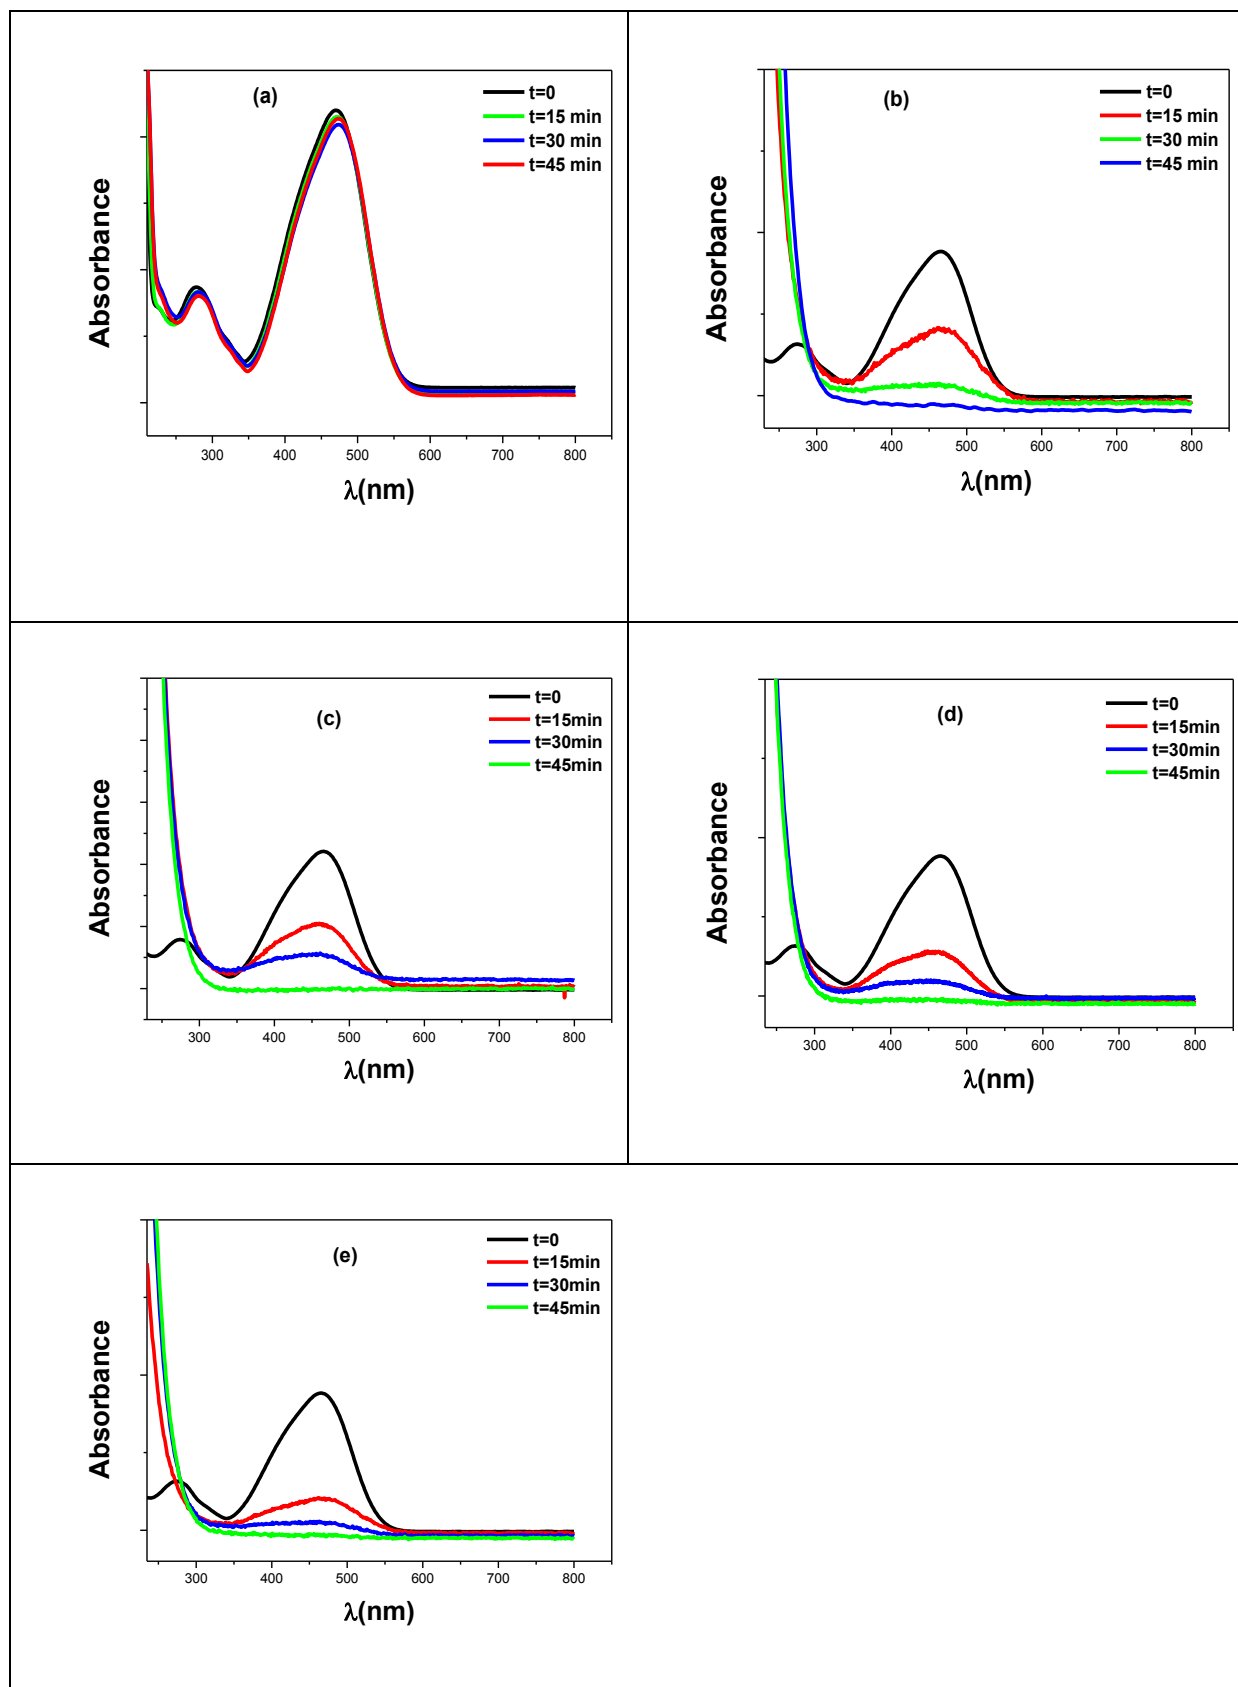 (a)
t=0
t=15 min
t=30 min
t=45 min
Absorbance
300 400 500 600 700 800
λ(nm)
(b)
t=0
t=15 min
t=30 min
t=45 min
Absorbance
300 400 500 600 700 800
λ(nm)
(c)
t=0
t=15min
t=30min
t=45min
Absorbance
300 400 500 600 700 800
λ(nm)
(d)
t=0
t=15min
t=30min
t=45min
Absorbance
300 400 500 600 700 800
λ(nm)
(e)
t=0
t=15min
t=30min
t=45min
Absorbance
300 400 500 600 700 800
λ(nm)